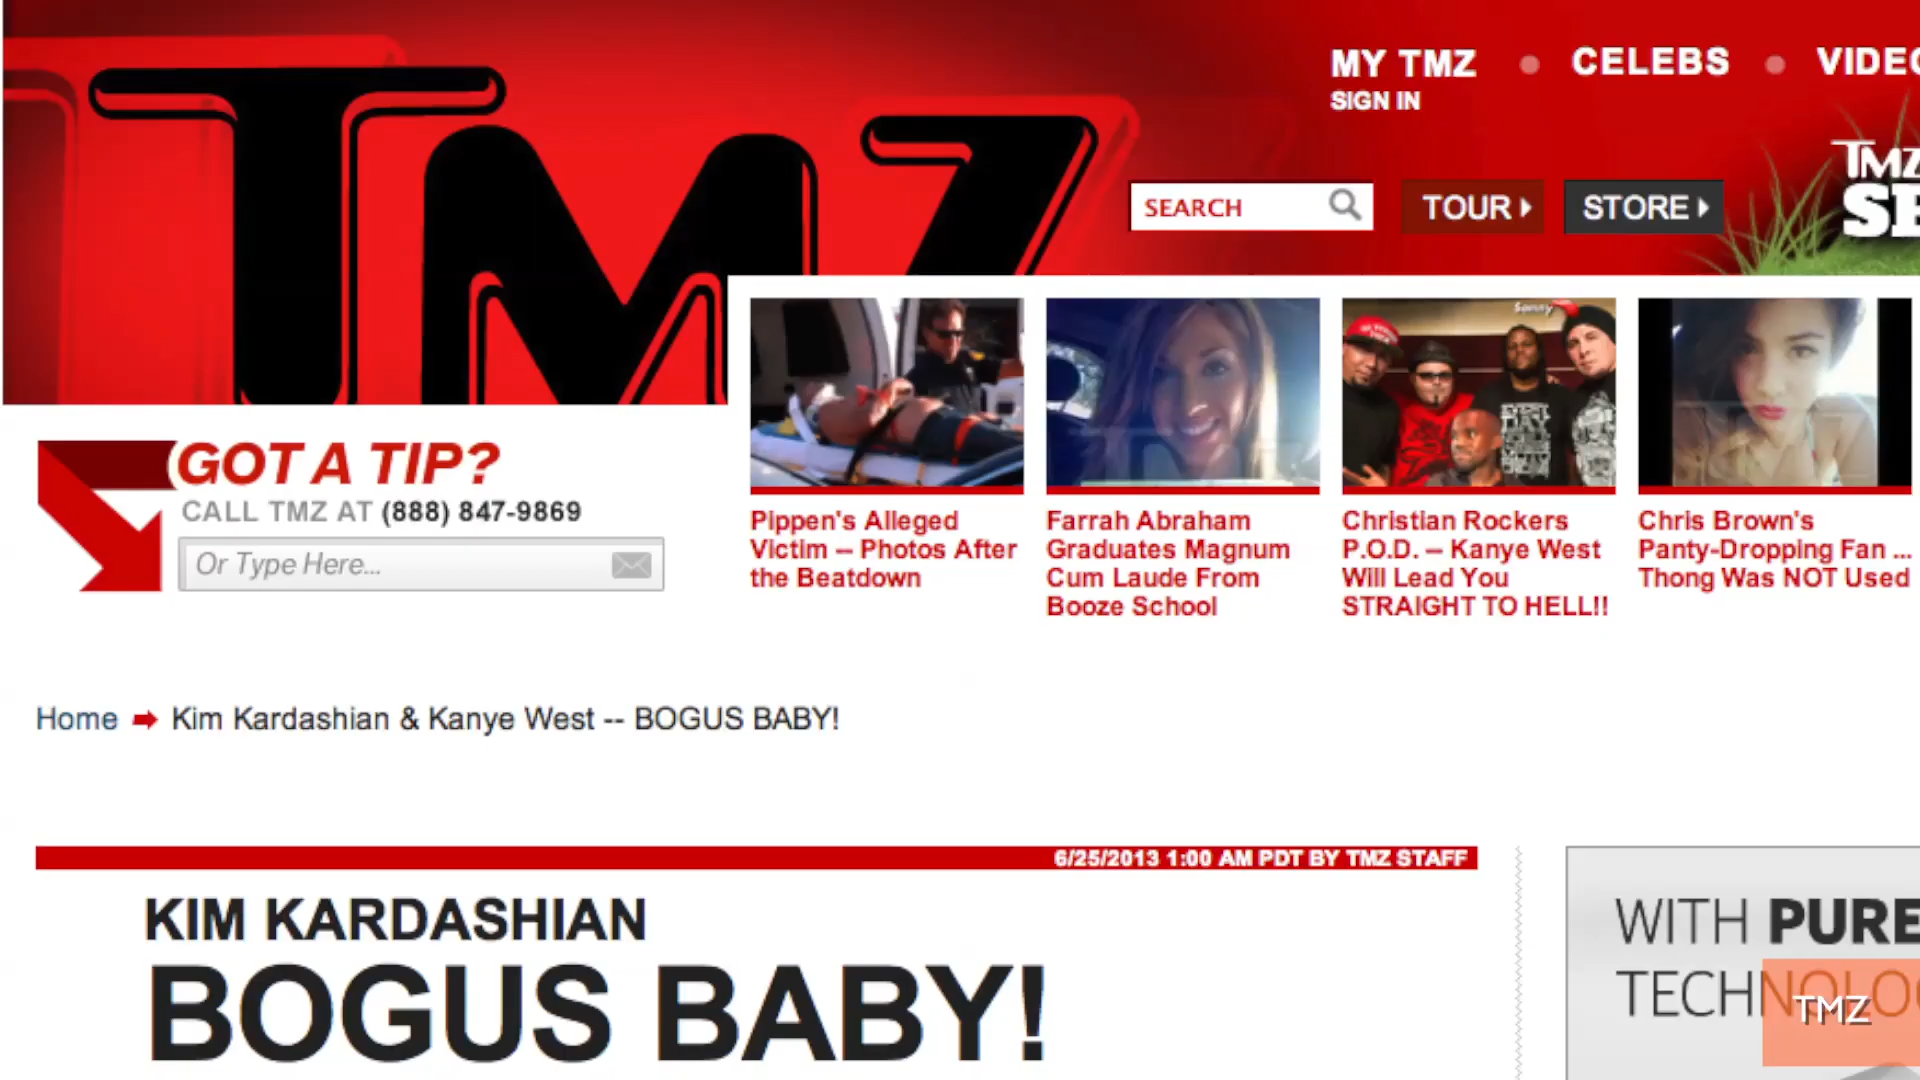 TMZ
MY TMZ
CELEBS
SIGN IN
TMZ
SEARCH
TOUR
STORE
GOT A TIP?
CALL TMZ AT (888) 847-9869
Or Type Here...
Pippen's Alleged
Victim -- Photos After
the Beatdown
Farrah Abraham
Graduates Magnum
Cum Laude From
Booze School
Christian Rockers
P.O.D. -- Kanye West
Will Lead You
STRAIGHT TO HELL!!
Chris Brown's
Panty-Dropping Fan ...
Thong Was NOT Used
Home Kim Kardashian & Kanye West -- BOGUS BABY!
6/25/2013 1:00 AM PDT BY TMZ STAFF
KIM KARDASHIAN
BOGUS BABY!
WITH PURE
TMZ